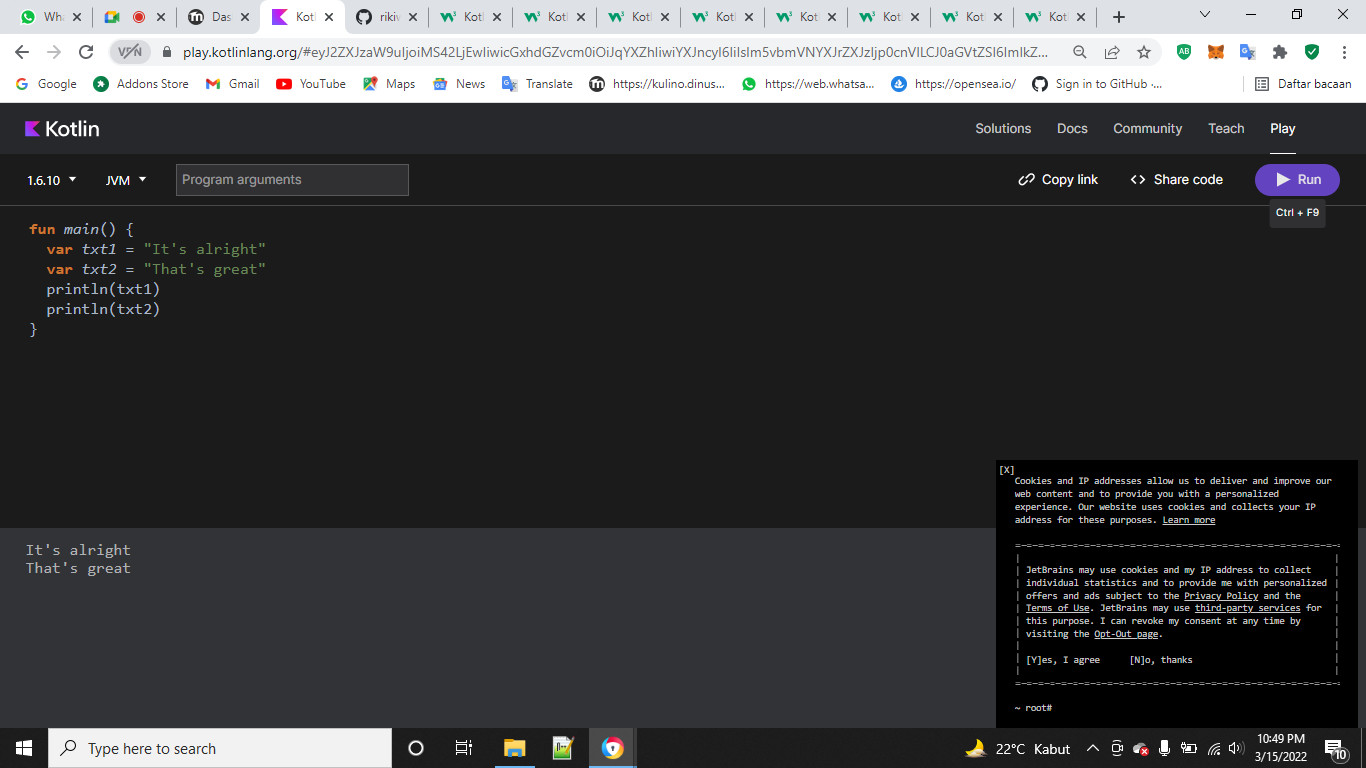 Wha
Das
Kotl
rikiv
Kotl
Kotl
Kotl
Kotl
Kotl
Kotl
Kotl
Kotl
VPN
play.kotlinlang.org/#eyJ2ZXJzaW9uIjoiMS42LjEwIiwicGxhdGZvcm0iOiJqYXZhIiwiYXJncyI6IiIsIm5vbmVNYXJrZXJzIjp0cnVlLCJ0aGVtZSI6ImlkZ...
Google
Addons Store
Gmail
YouTube
Maps
News
Translate
https://kulino.dinus...
https://web.whatsa...
https://opensea.io/
Sign in to GitHub ·...
Daftar bacaan
Kotlin
Solutions
Docs
Community
Teach
Play
1.6.10
JVM
Program arguments
Copy link
Share code
Run
Ctrl + F9
fun main() {
var txt1 = "It's alright"
var txt2 = "That's great"
println(txt1)
println(txt2)
}
It's alright
That's great
[X]
Cookies and IP addresses allow us to deliver and improve our
web content and to provide you with a personalized
experience. Our website uses cookies and collects your IP
address for these purposes. Learn more
JetBrains may use cookies and my IP address to collect
individual statistics and to provide me with personalized
offers and ads subject to the Privacy Policy and the
Terms of Use. JetBrains may use third-party services for
this purpose. I can revoke my consent at any time by
visiting the Opt-Out page.
[Y]es, I agree [N]o, thanks
~ root#
Type here to search
22°C Kabut
10:49 PM
3/15/2022
10